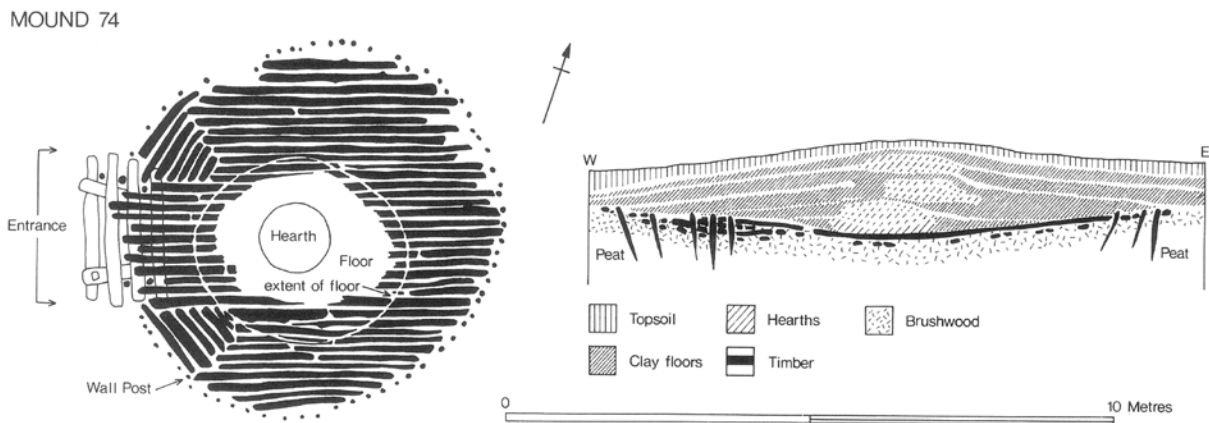 MOUND 74
Entrance
Hearth
Floor
extent of floor
Wall Post
W
E
Peat
Peat
Topsoil
Hearths
Brushwood
Clay floors
Timber
0
10 Metres